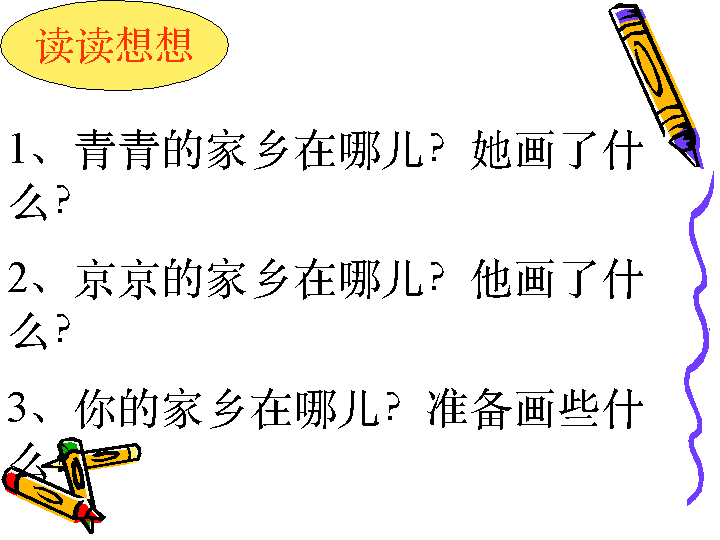 读读想想
1、青青的家乡在哪儿？她画了什
么？
2、京京的家乡在哪儿？他画了什
么？
3、你的家乡在哪儿？准备画些什
么